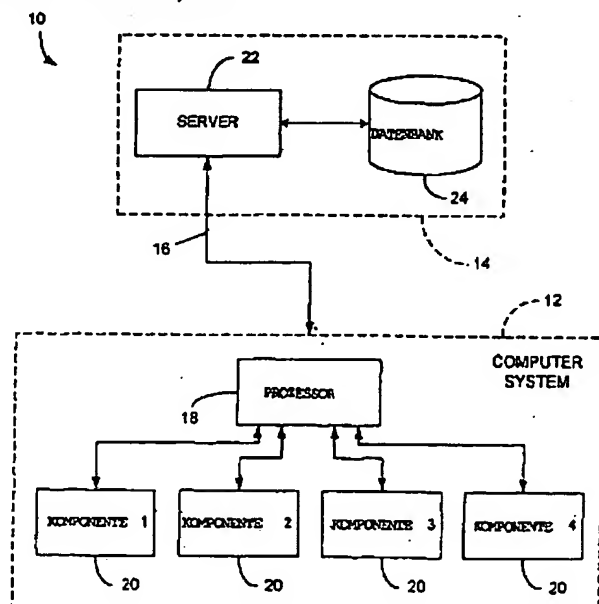 10
22
SERVER
DATENBANK
24
16
14
12
COMPUTER
SYSTEM
PROZESSOR
18
KOMPONENTE 1
KOMPONENTE 2
KOMPONENTE 3
KOMPONENTE 4
20
20
20
20